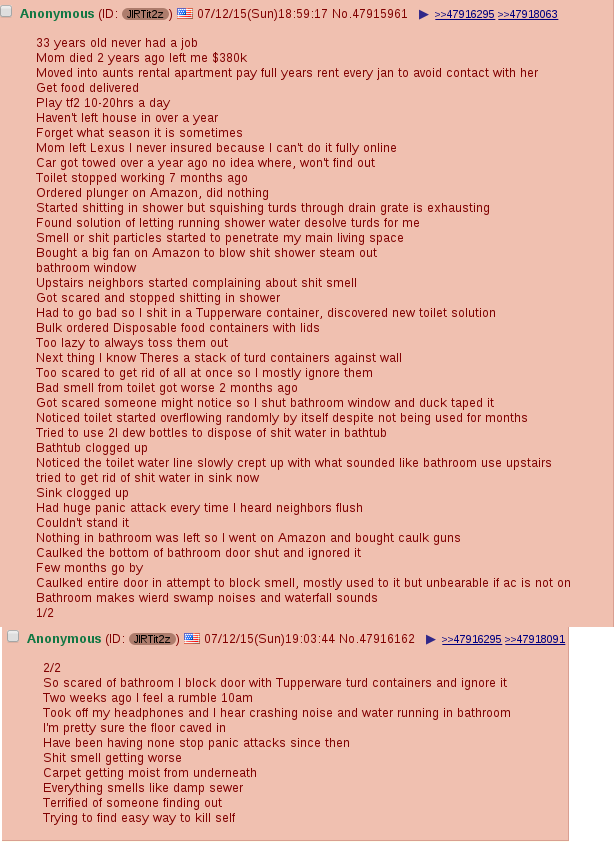 Anonymous (ID: JIRTit2z) 07/12/15(Sun)18:59:17 No.47915961 ▶ >>47916295 >>47918063
33 years old never had a job
Mom died 2 years ago left me $380k
Moved into aunts rental apartment pay full years rent every jan to avoid contact with her
Get food delivered
Play tf2 10-20hrs a day
Haven't left house in over a year
Forget what season it is sometimes
Mom left Lexus I never insured because I can't do it fully online
Car got towed over a year ago no idea where, won't find out
Toilet stopped working 7 months ago
Ordered plunger on Amazon, did nothing
Started shitting in shower but squishing turds through drain grate is exhausting
Found solution of letting running shower water desolve turds for me
Smell or shit particles started to penetrate my main living space
Bought a big fan on Amazon to blow shit shower steam out
bathroom window
Upstairs neighbors started complaining about shit smell
Got scared and stopped shitting in shower
Had to go bad so I shit in a Tupperware container, discovered new toilet solution
Bulk ordered Disposable food containers with lids
Too lazy to always toss them out
Next thing I know Theres a stack of turd containers against wall
Too scared to get rid of all at once so I mostly ignore them
Bad smell from toilet got worse 2 months ago
Got scared someone might notice so I shut bathroom window and duck taped it
Noticed toilet started overflowing randomly by itself despite not being used for months
Tried to use 2l dew bottles to dispose of shit water in bathtub
Bathtub clogged up
Noticed the toilet water line slowly crept up with what sounded like bathroom use upstairs
tried to get rid of shit water in sink now
Sink clogged up
Had huge panic attack every time I heard neighbors flush
Couldn't stand it
Nothing in bathroom was left so I went on Amazon and bought caulk guns
Caulked the bottom of bathroom door shut and ignored it
Few months go by
Caulked entire door in attempt to block smell, mostly used to it but unbearable if ac is not on
Bathroom makes wierd swamp noises and waterfall sounds
1/2
Anonymous (ID: JIRTit2z) 07/12/15(Sun)19:03:44 No.47916162 ▶ >>47916295 >>47918091
2/2
So scared of bathroom I block door with Tupperware turd containers and ignore it
Two weeks ago I feel a rumble 10am
Took off my headphones and I hear crashing noise and water running in bathroom
I'm pretty sure the floor caved in
Have been having none stop panic attacks since then
Shit smell getting worse
Carpet getting moist from underneath
Everything smells like damp sewer
Terrified of someone finding out
Trying to find easy way to kill self